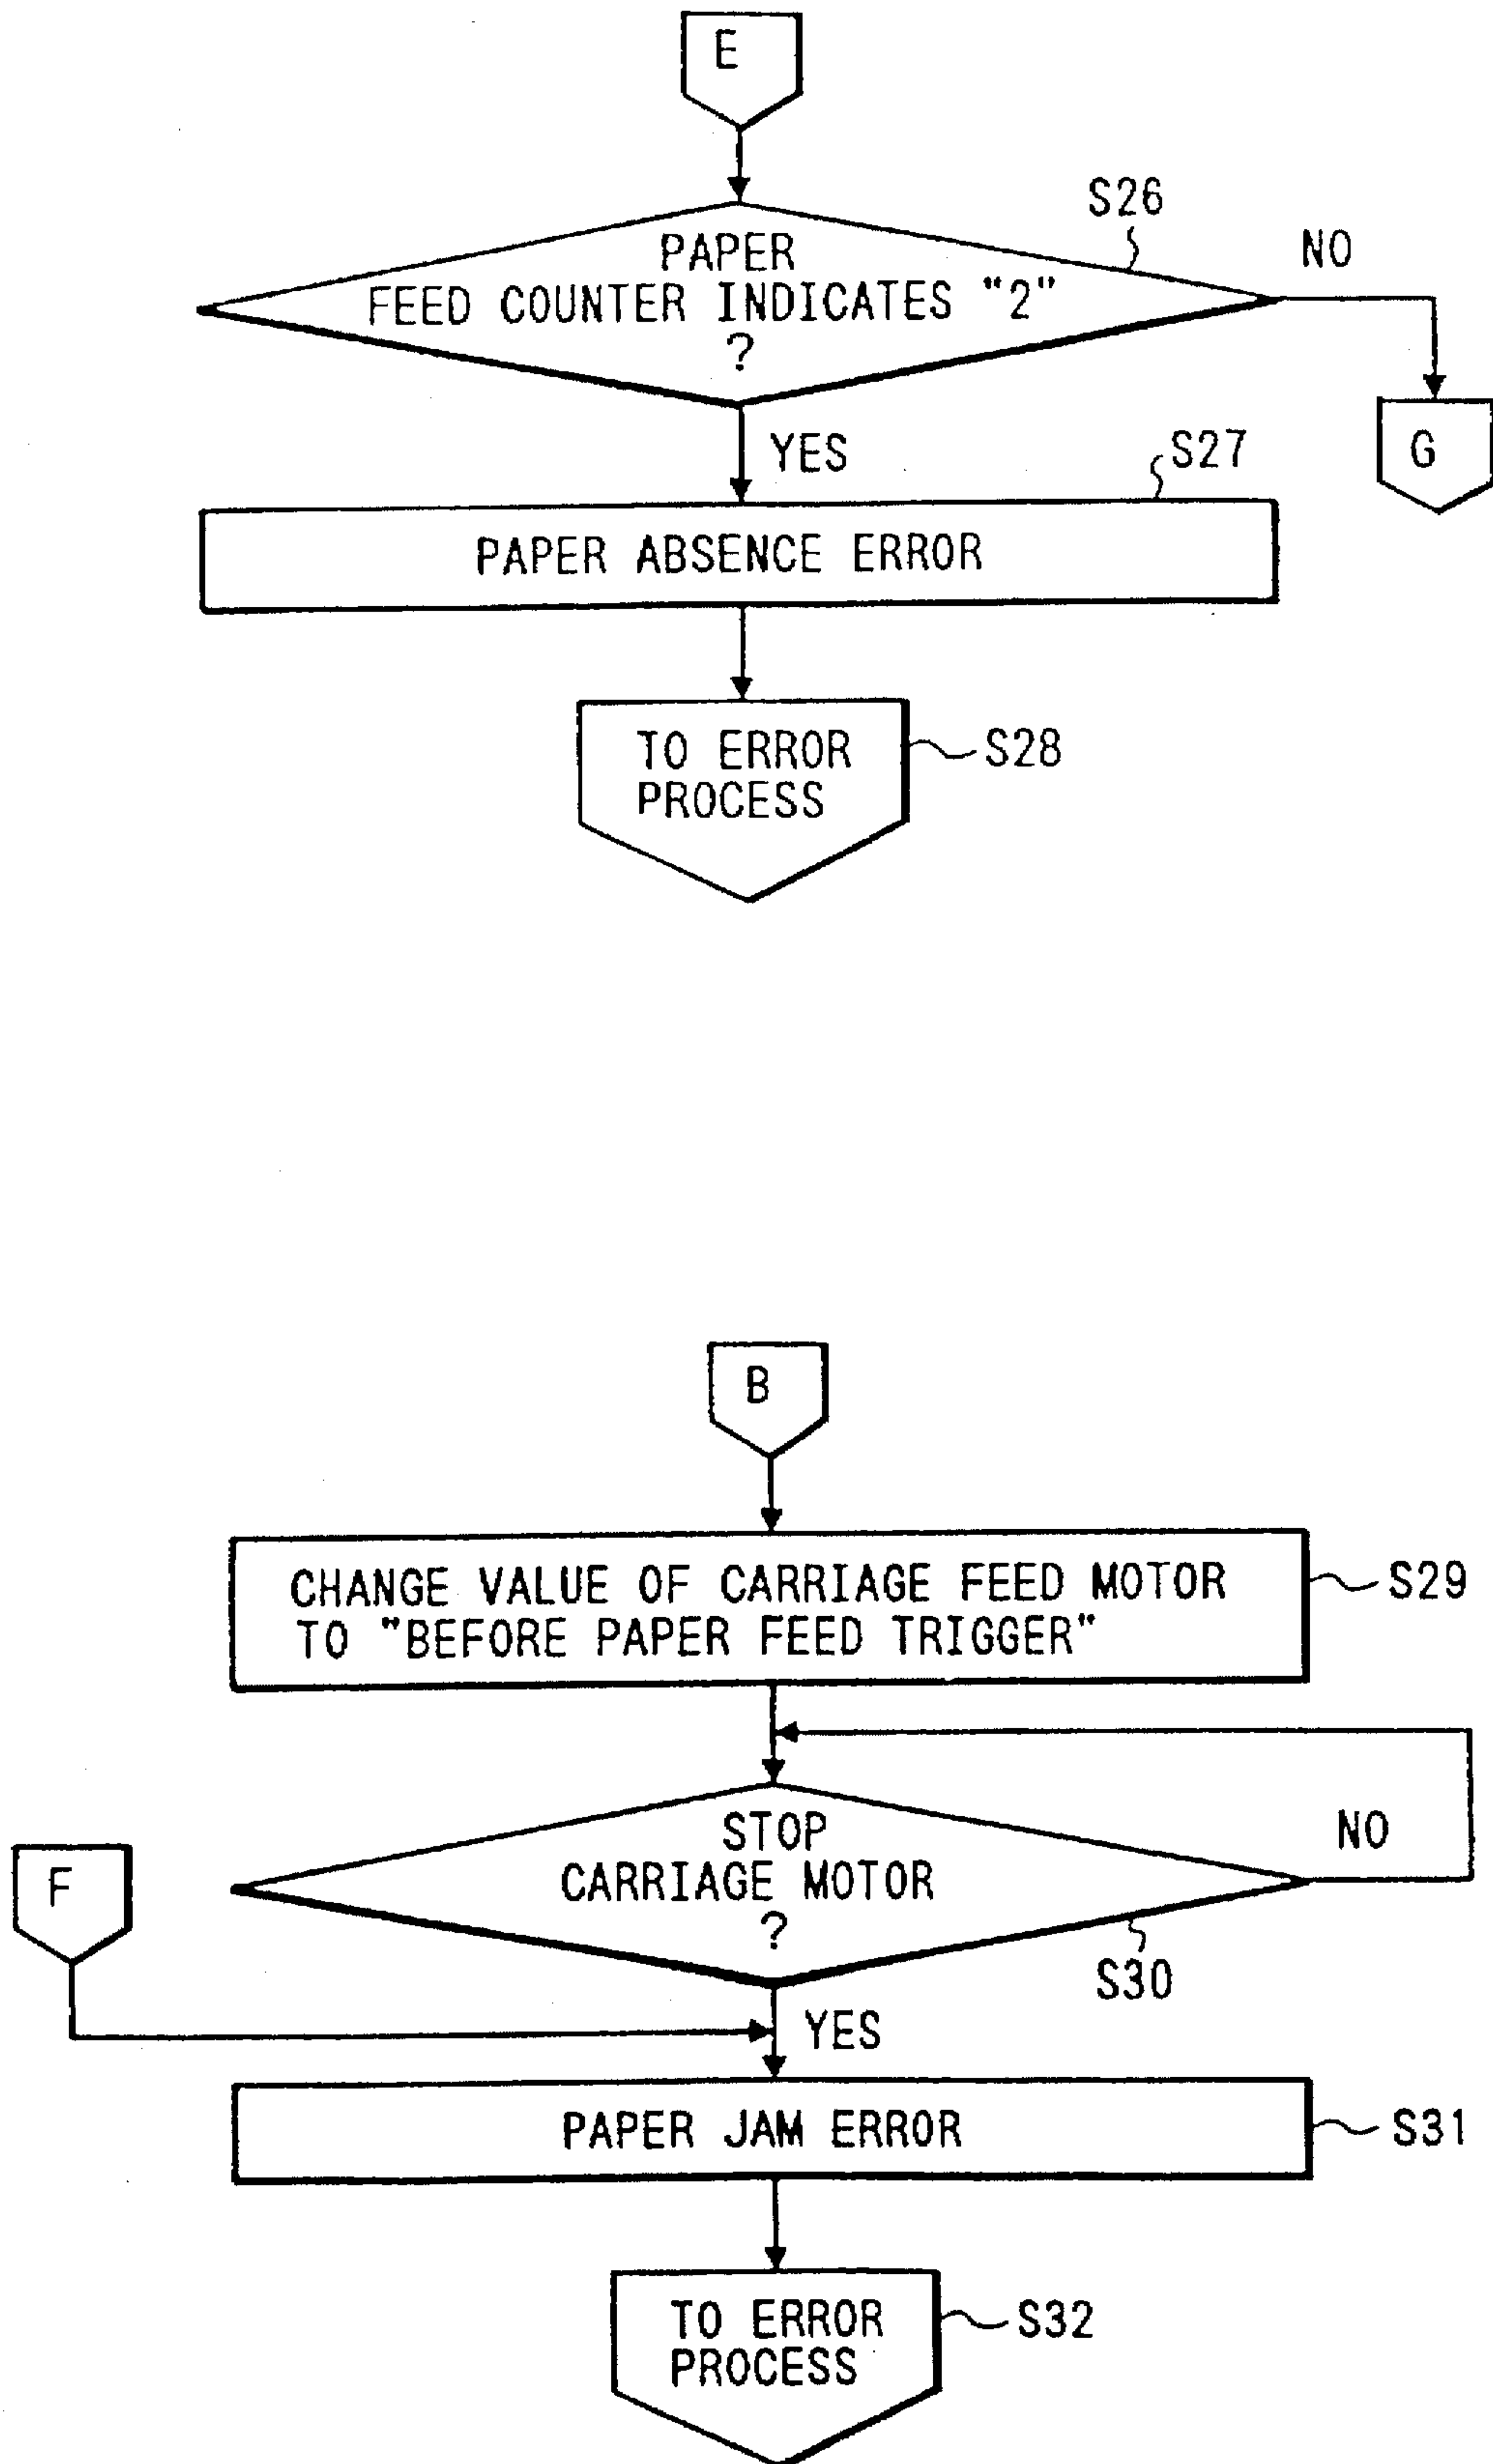 E
S26
NO
PAPER
FEED COUNTER INDICATES "2"
?
YES
S27
G
PAPER ABSENCE ERROR
TO ERROR
PROCESS
S28
B
CHANGE VALUE OF CARRIAGE FEED MOTOR
TO "BEFORE PAPER FEED TRIGGER"
S29
STOP
CARRIAGE MOTOR
?
NO
F
S30
YES
PAPER JAM ERROR
S31
TO ERROR
PROCESS
S32